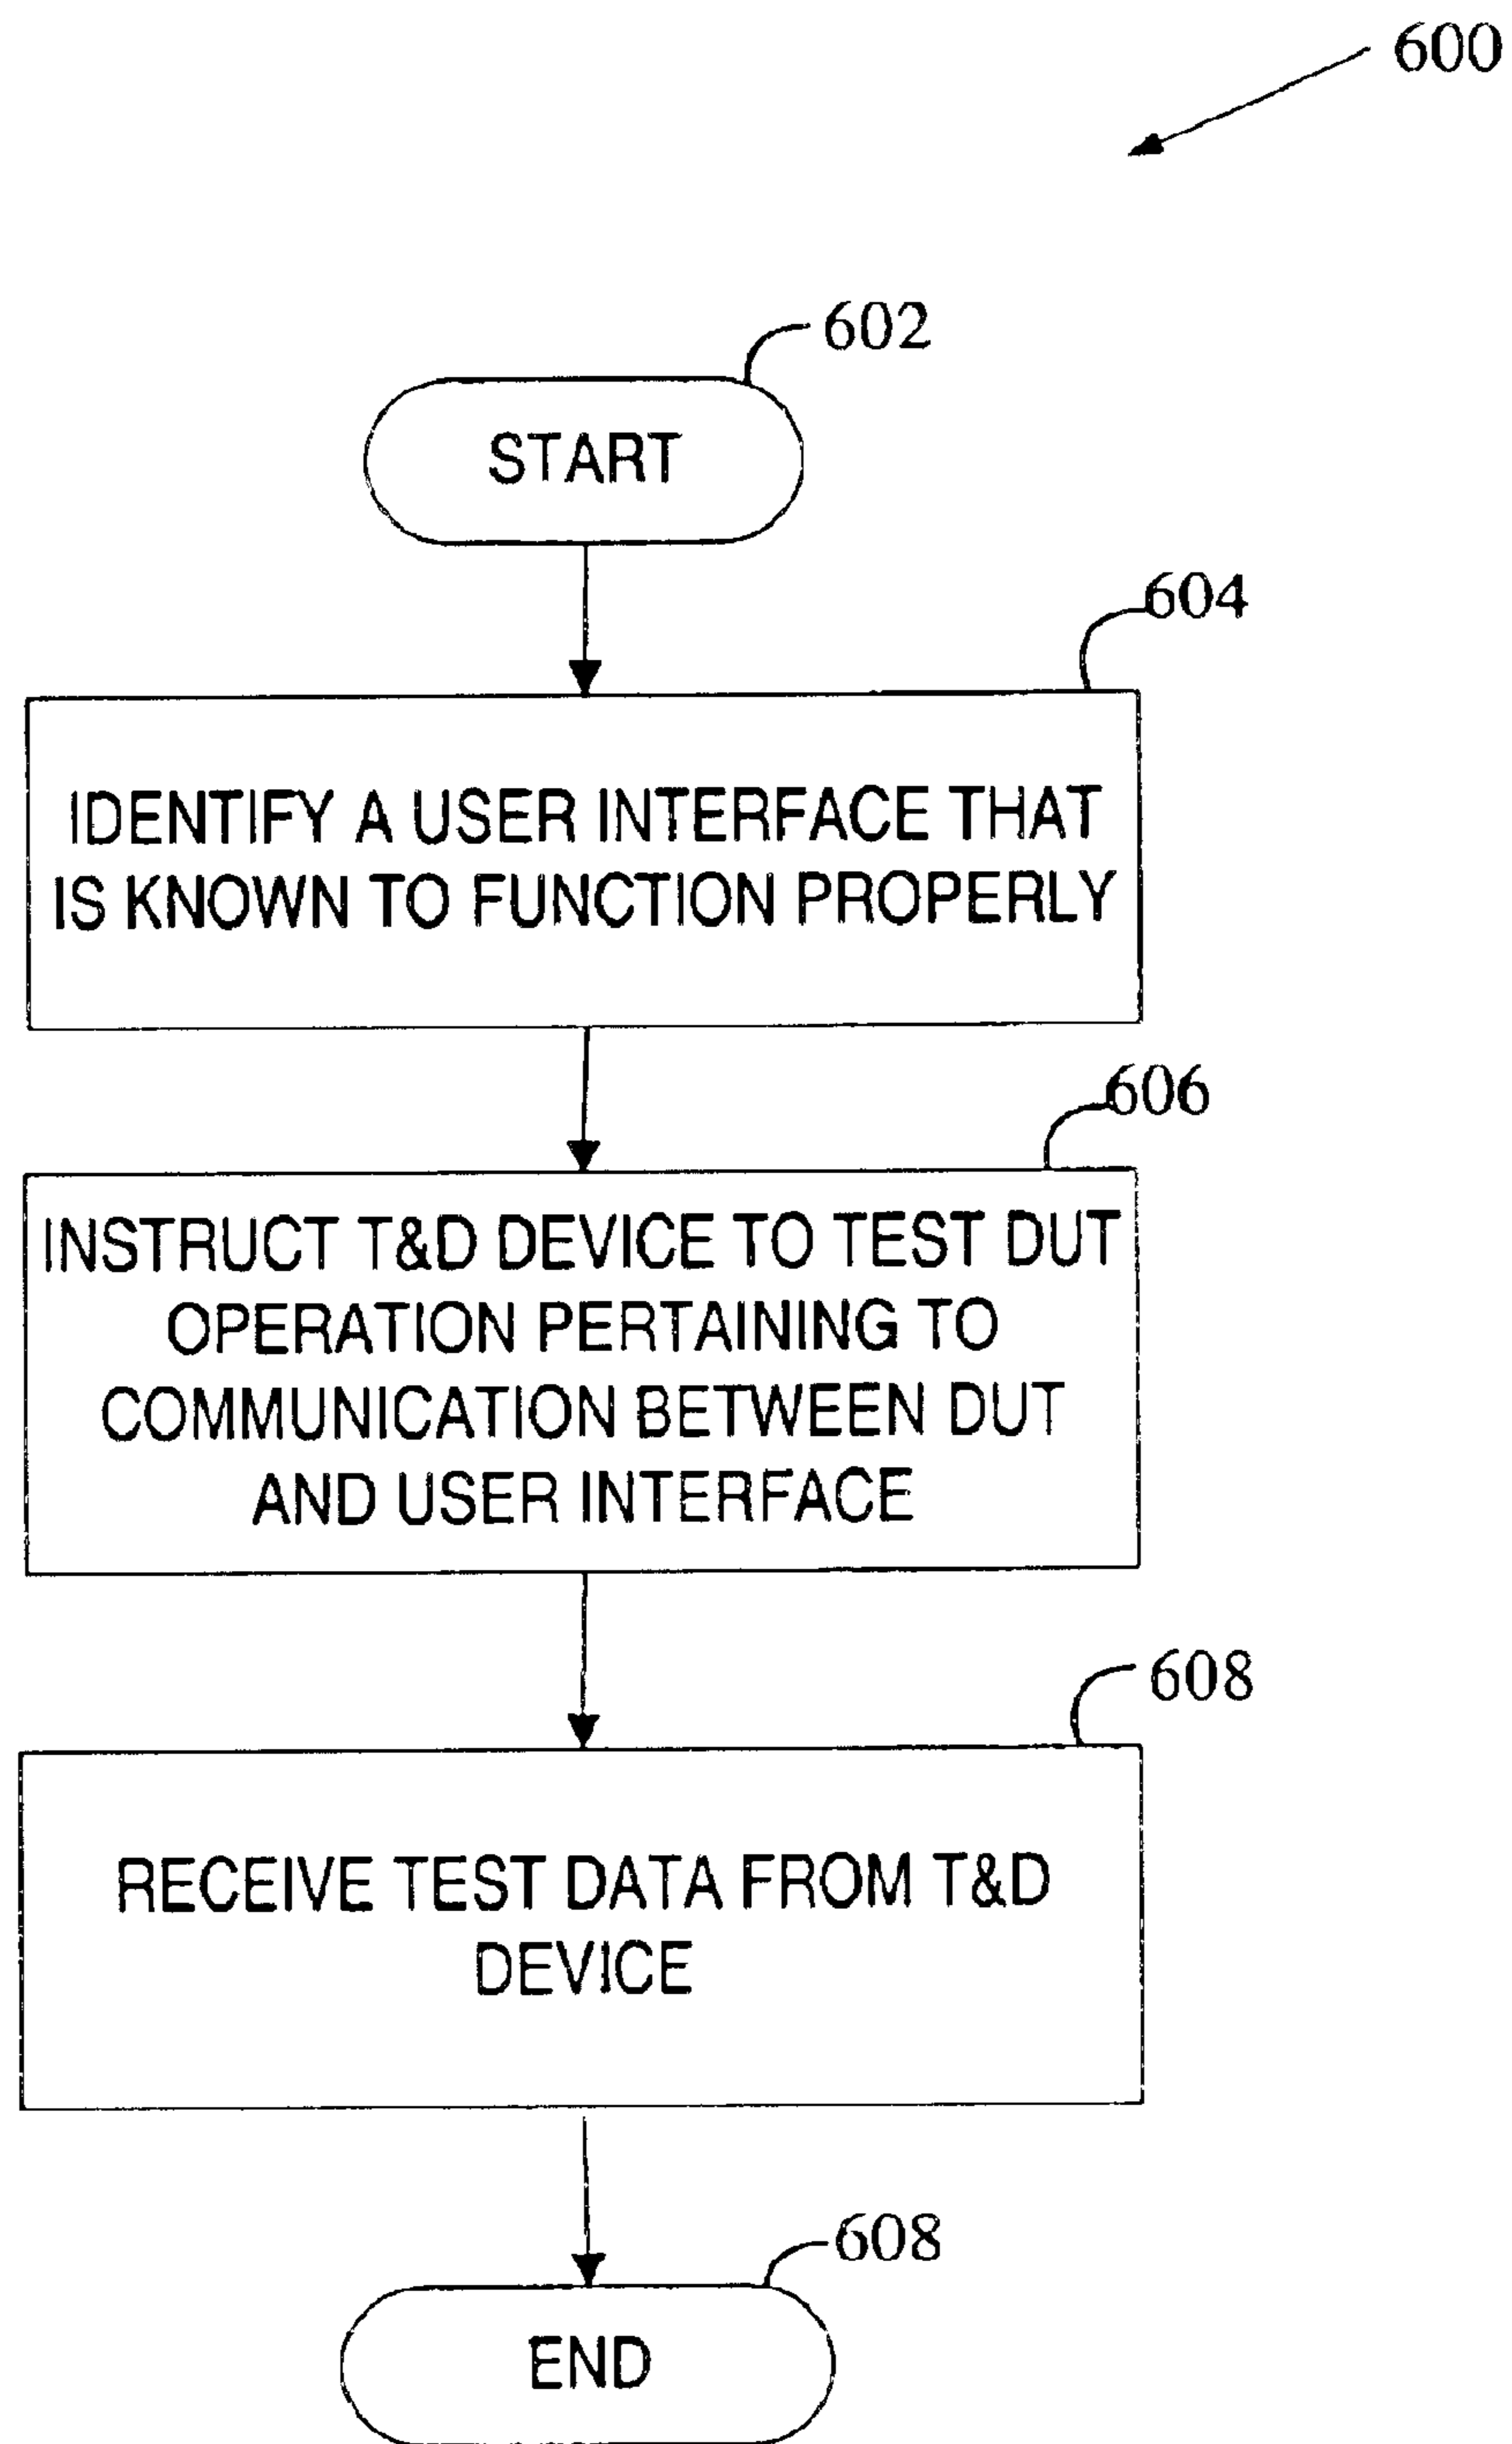 600
602
START
604
IDENTIFY A USER INTERFACE THAT
IS KNOWN TO FUNCTION PROPERLY
606
INSTRUCT T&D DEVICE TO TEST DUT
OPERATION PERTAINING TO
COMMUNICATION BETWEEN DUT
AND USER INTERFACE
608
RECEIVE TEST DATA FROM T&D
DEVICE
608
END